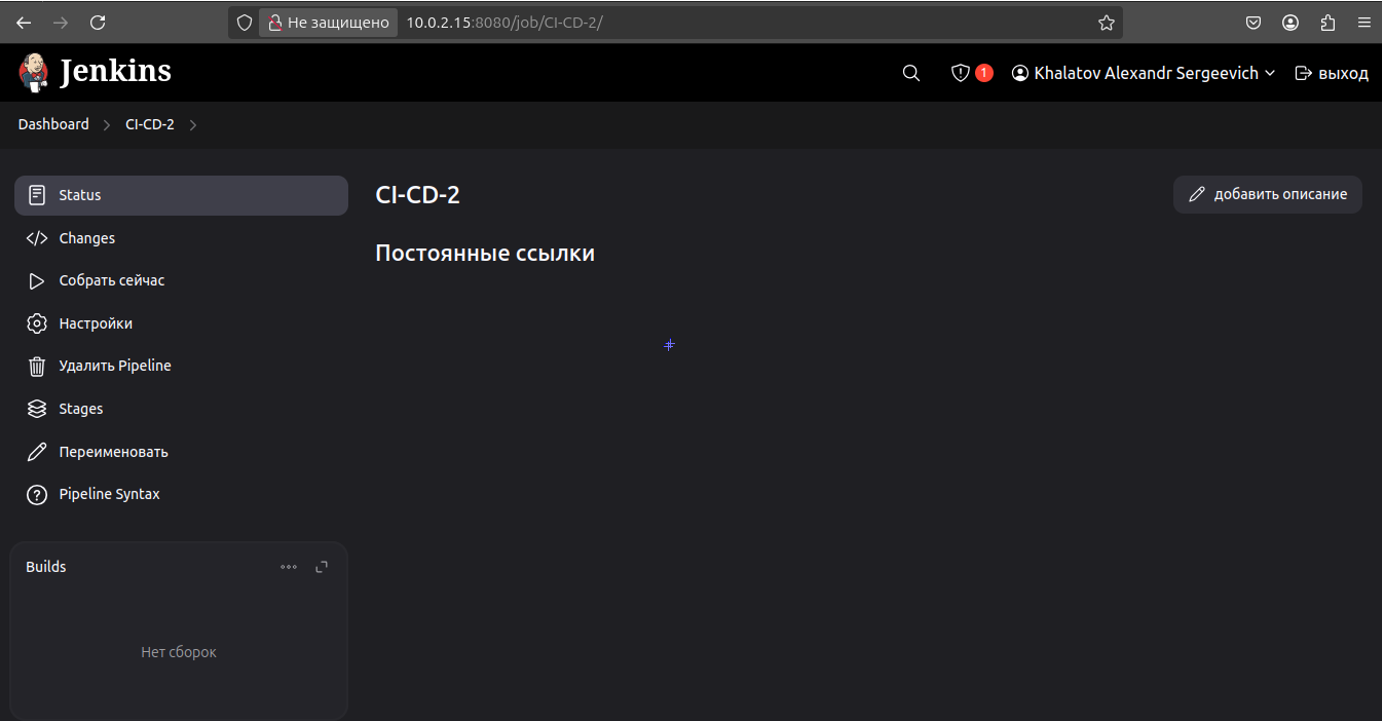 Не защищено 10.0.2.15:8080/job/CI-CD-2/
Jenkins
1 Khalatov Alexandr Sergeevich выход
Dashboard CI-CD-2
Status
Changes
Собрать сейчас
Настройки
Удалить Pipeline
Stages
Переименовать
Pipeline Syntax
Builds
Нет сборок
CI-CD-2
добавить описание
Постоянные ссылки